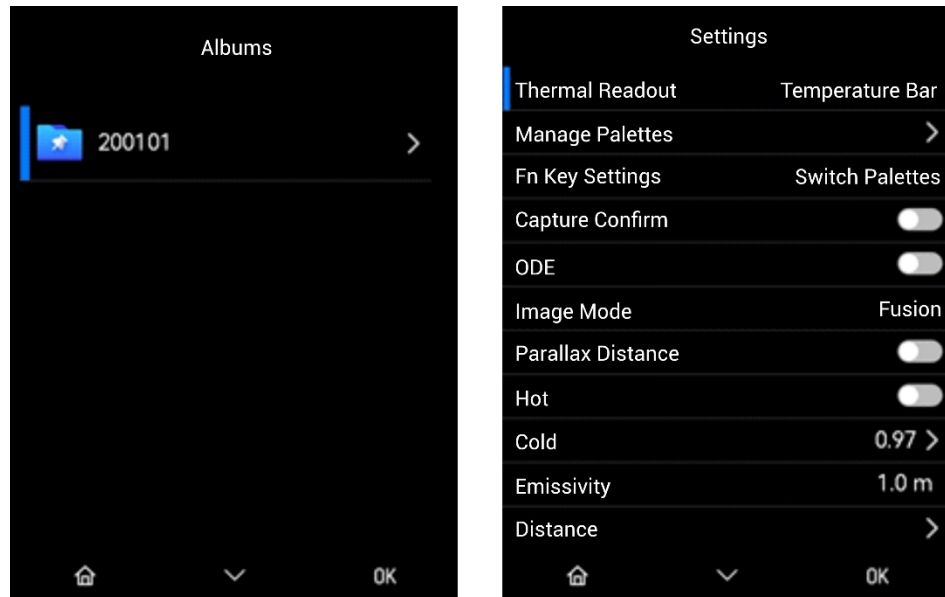 Albums
200101
OK
Settings
Thermal Readout Temperature Bar
Manage Palettes
Fn Key Settings Switch Palettes
Capture Confirm
ODE
Image Mode Fusion
Parallax Distance
Hot
Cold 0.97
Emissivity 1.0 m
Distance
OK